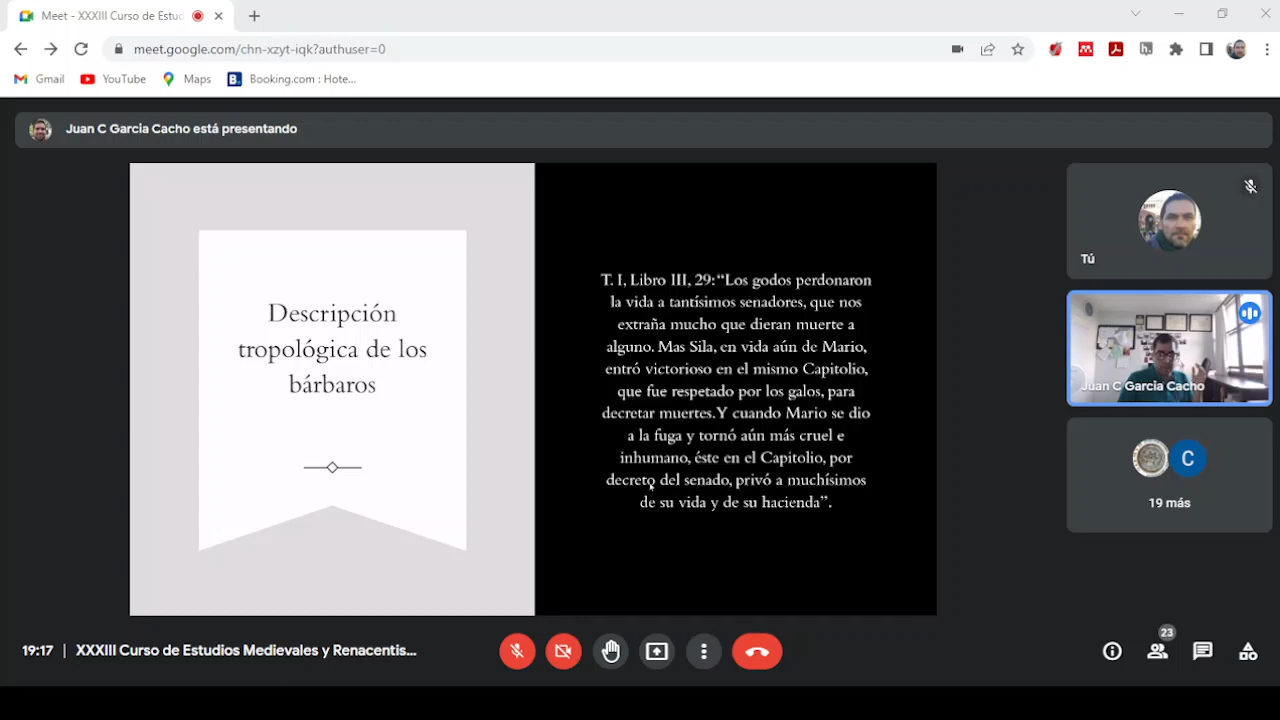 Meet - XXXIII Curso de Estud
meet.google.com/chn-xzyt-iqk?authuser=0
Gmail
YouTube
Maps
B.
Booking.com : Hote...
Juan C Garcia Cacho está presentando
Descripción
tropológica de los
bárbaros
T. I, Libro III, 29: “Los godos perdonaron
la vida a tantísimos senadores, que nos
extraña mucho que dieran muerte a
alguno. Mas Sila, en vida aún de Mario,
entró victorioso en el mismo Capitolio,
que fue respetado por los galos, para
decretar muertes. Y cuando Mario se dio
a la fuga y tornó aún más cruel e
inhumano, éste en el Capitolio, por
decreto del senado, privó a muchísimos
de su vida y de su hacienda”.
Tú
Juan C Garcia Cacho
C
19 más
19:17 | XXXIII Curso de Estudios Medievales y Renacentis...
23